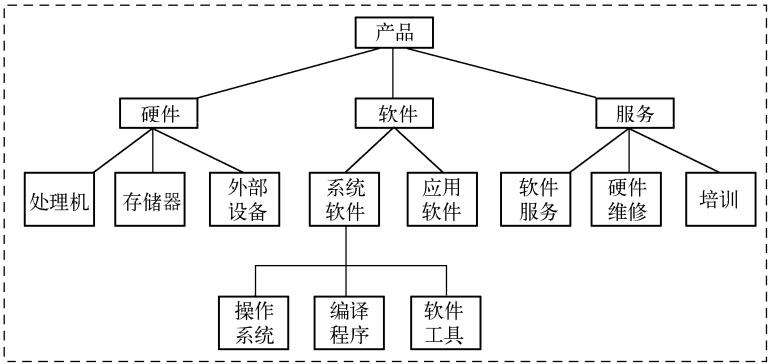 产品
硬件
软件
服务
处理机
存储器
外部
设备
系统
软件
应用
软件
软件
服务
硬件
维修
培训
操作
系统
编译
程序
软件
工具